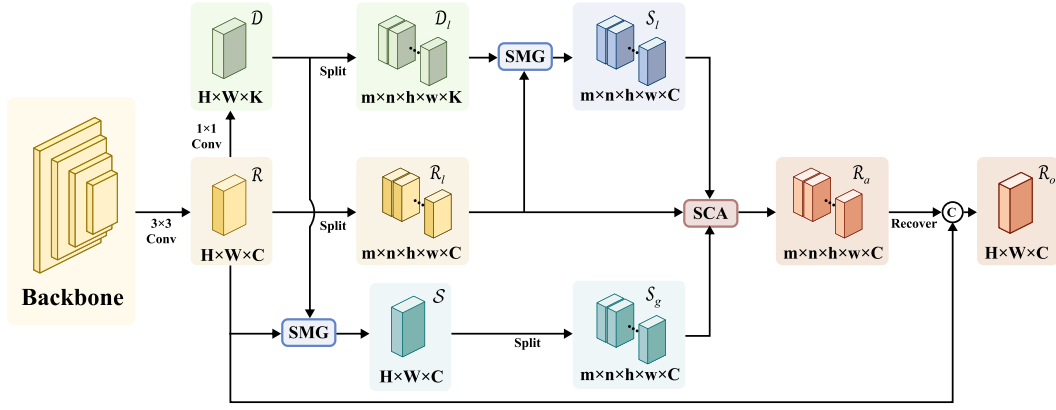 𝒟
H×W×K
Split
𝒟_l
m×n×h×w×K
SMG
𝒮_l
m×n×h×w×C
1×1
Conv
Backbone
3×3
Conv
ℛ
H×W×C
Split
ℛ_l
m×n×h×w×C
SCA
ℛ_a
m×n×h×w×C
Recover
C
ℛ_o
H×W×C
SMG
𝒮
H×W×C
Split
𝒮_g
m×n×h×w×C